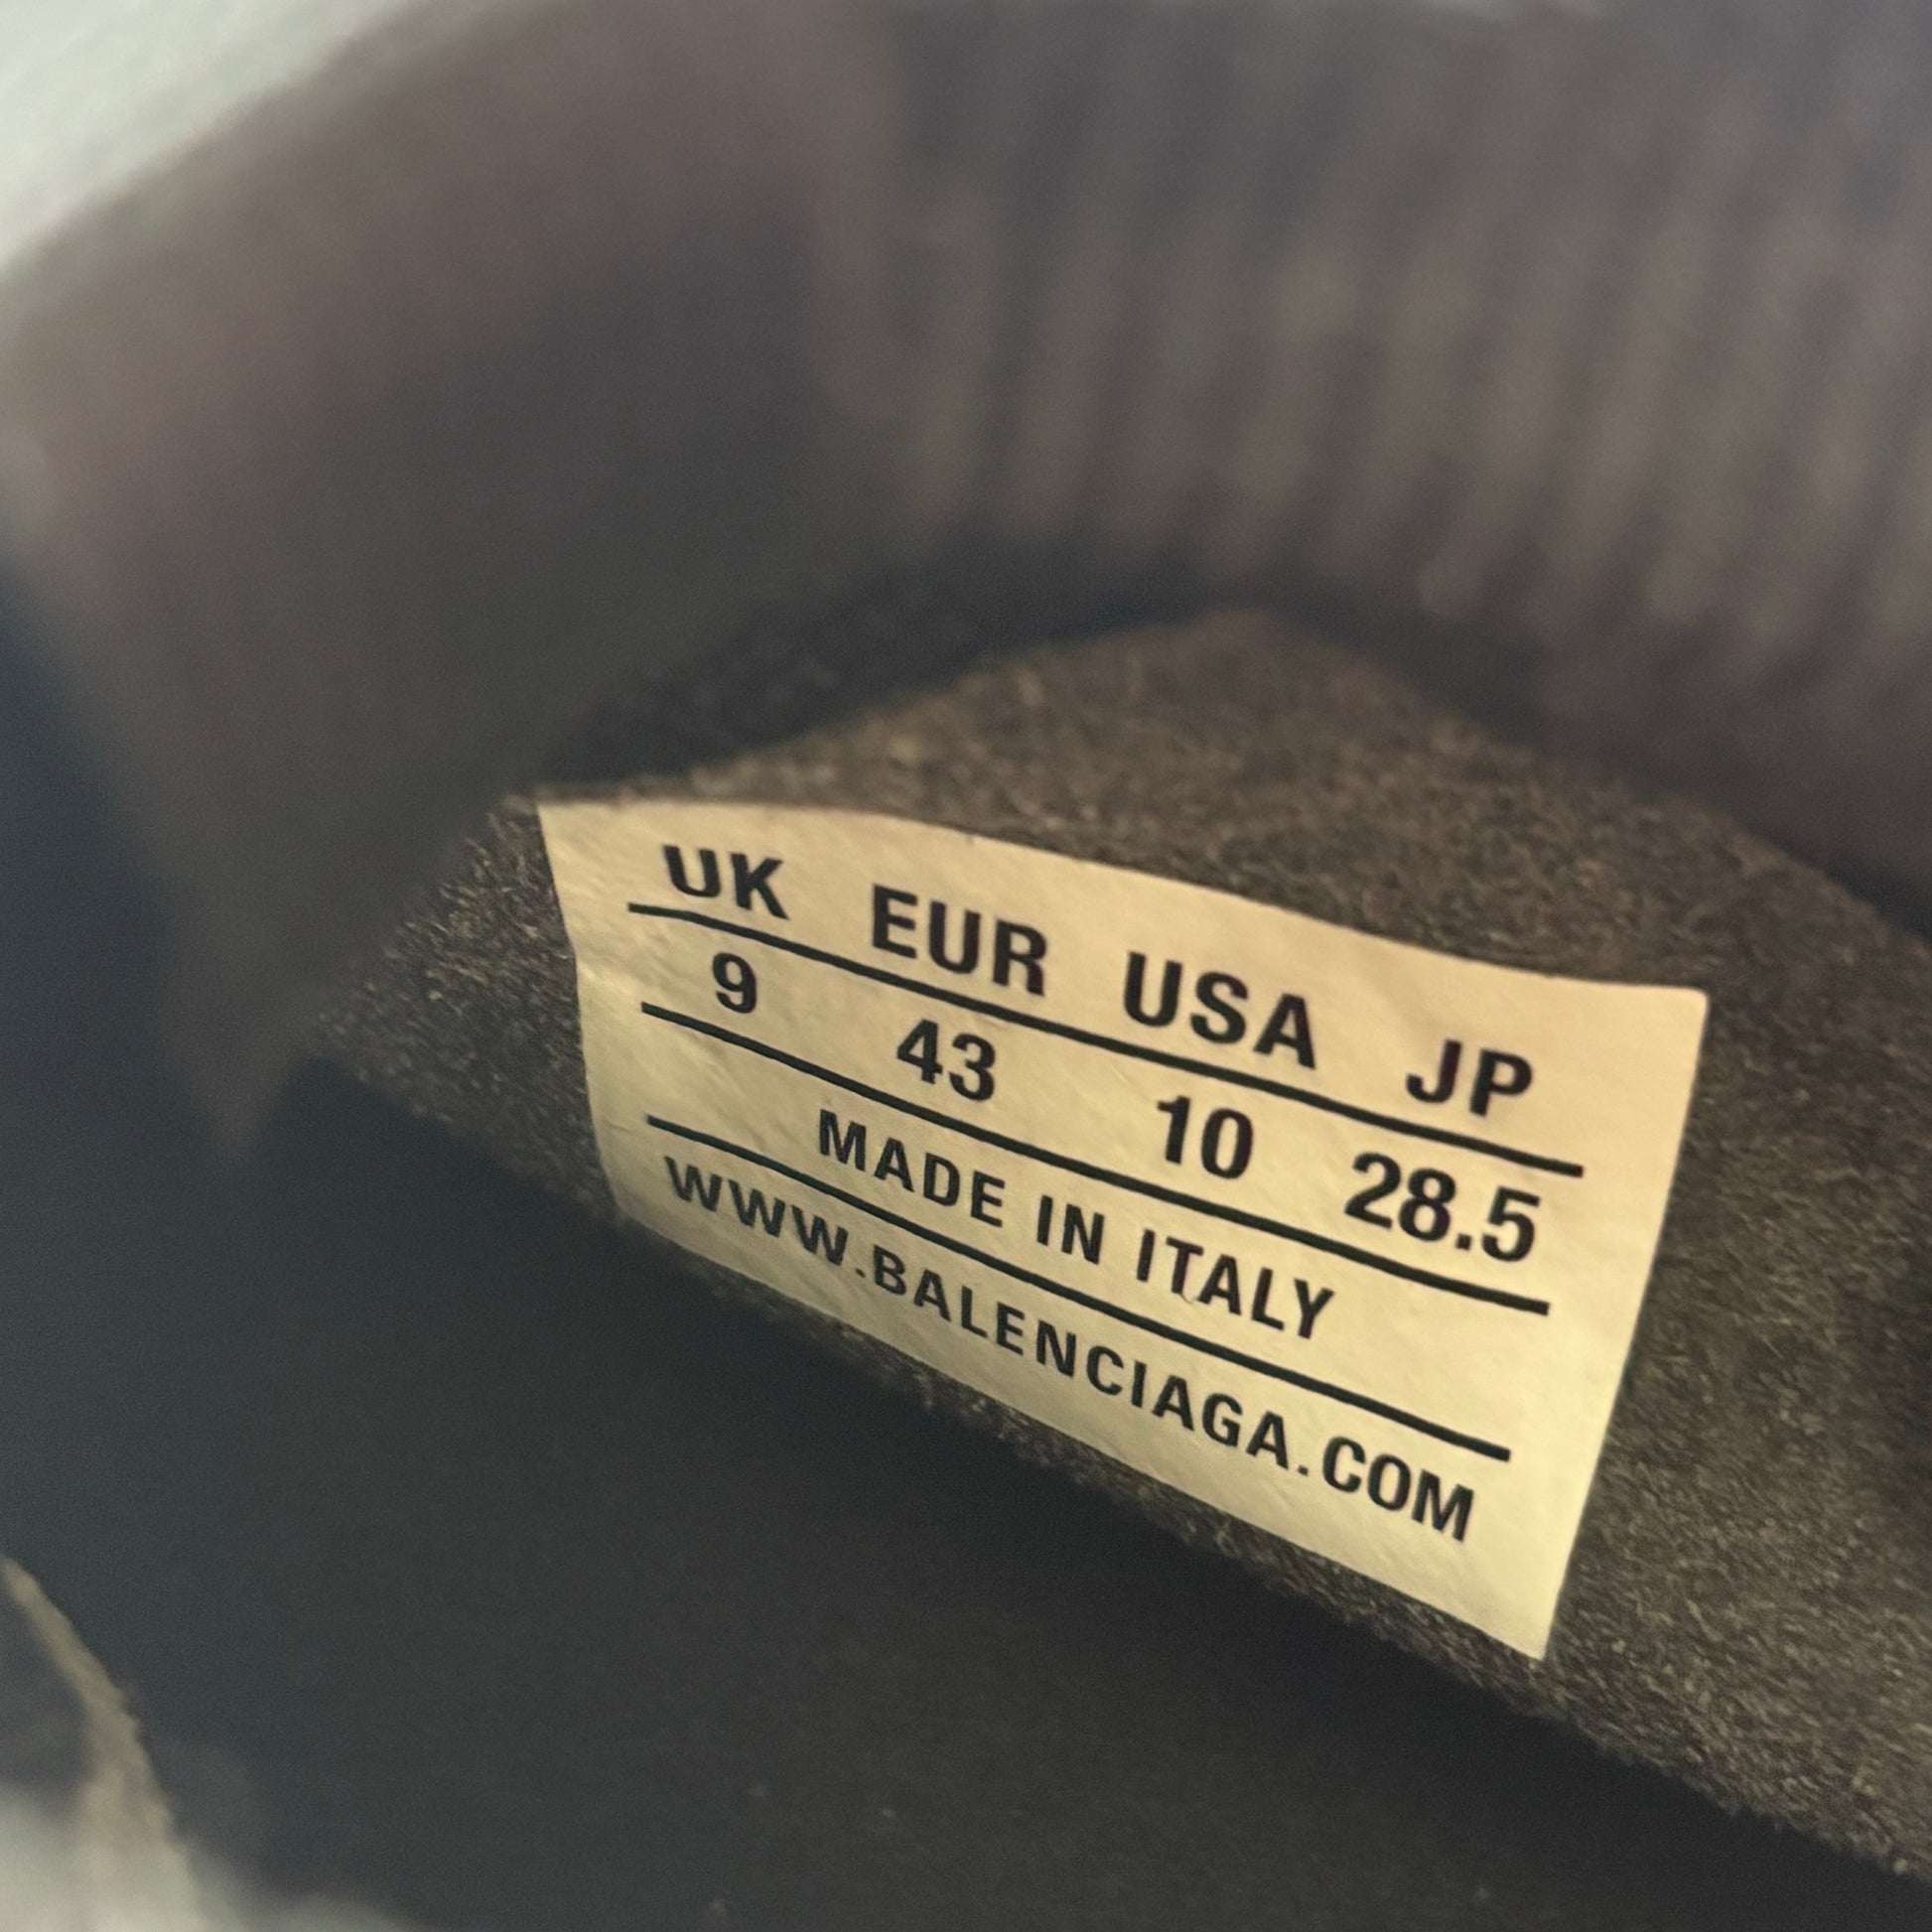 UK EUR USA JP
9 43 10 28.5
MADE IN ITALY
WWW.BALENCIAGA.COM